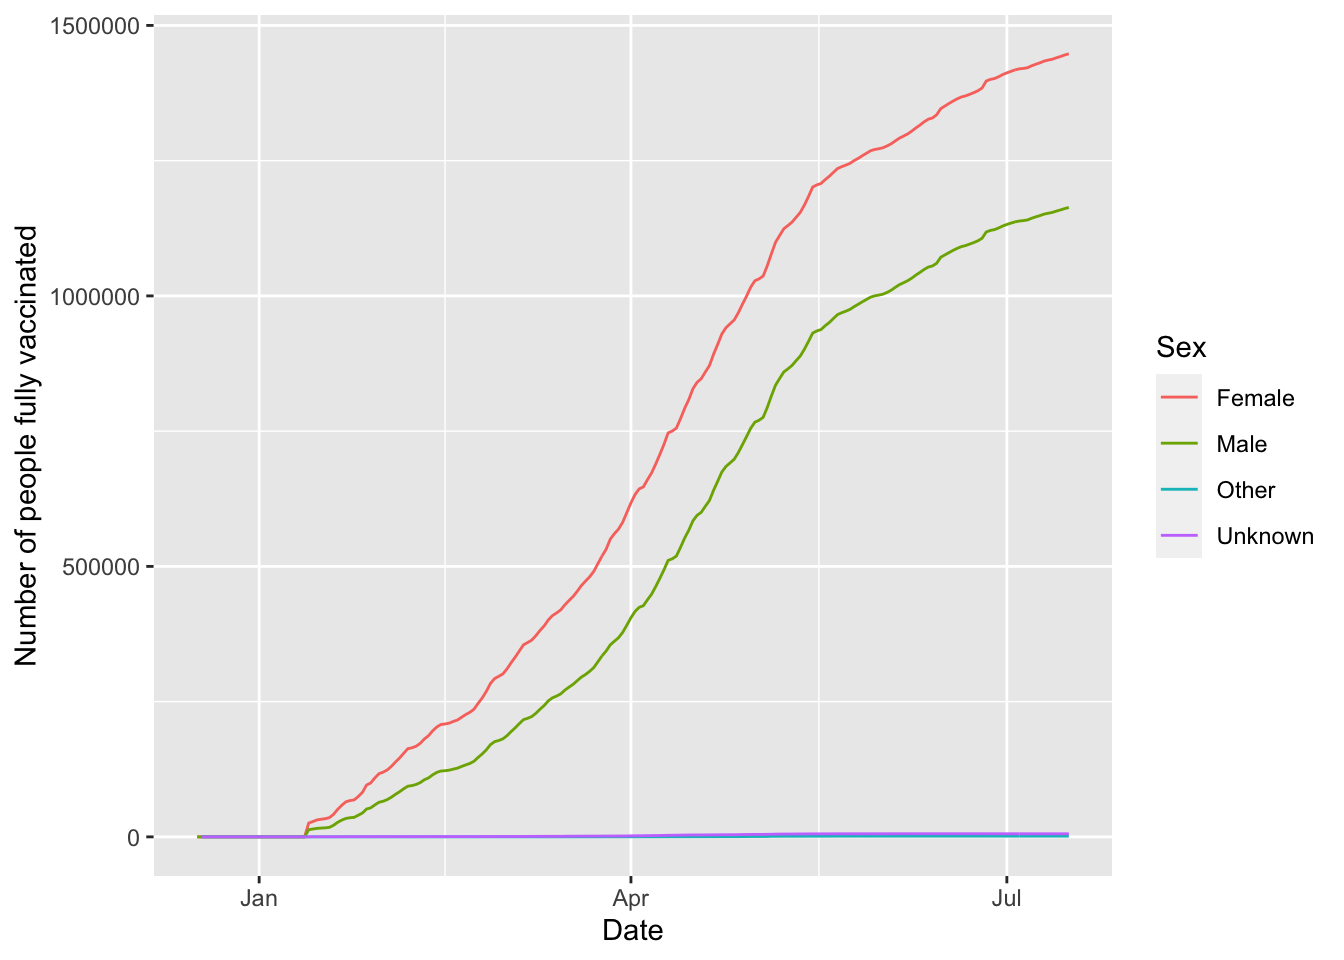 1500000
1000000
500000
0
Number of people fully vaccinated
Jan
Apr
Jul
Date
Sex
Female
Male
Other
Unknown